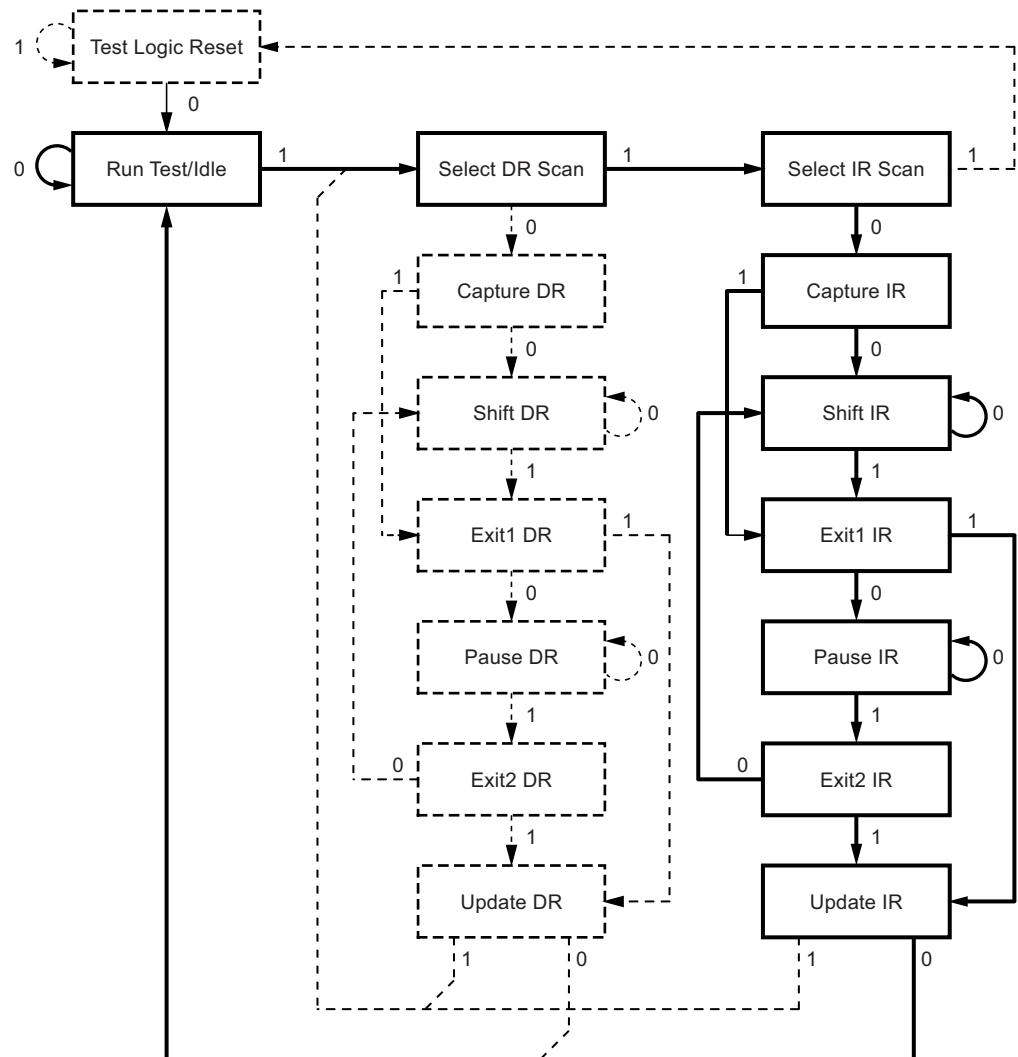 Test Logic Reset
1
0
Run Test/Idle
0
1
Select DR Scan
1
Select IR Scan
1
0
0
Capture DR
1
Capture IR
1
0
0
Shift DR
0
Shift IR
0
1
1
Exit1 DR
1
Exit1 IR
1
0
0
Pause DR
0
Pause IR
0
1
1
Exit2 DR
0
Exit2 IR
0
1
1
Update DR
Update IR
1
0
1
0